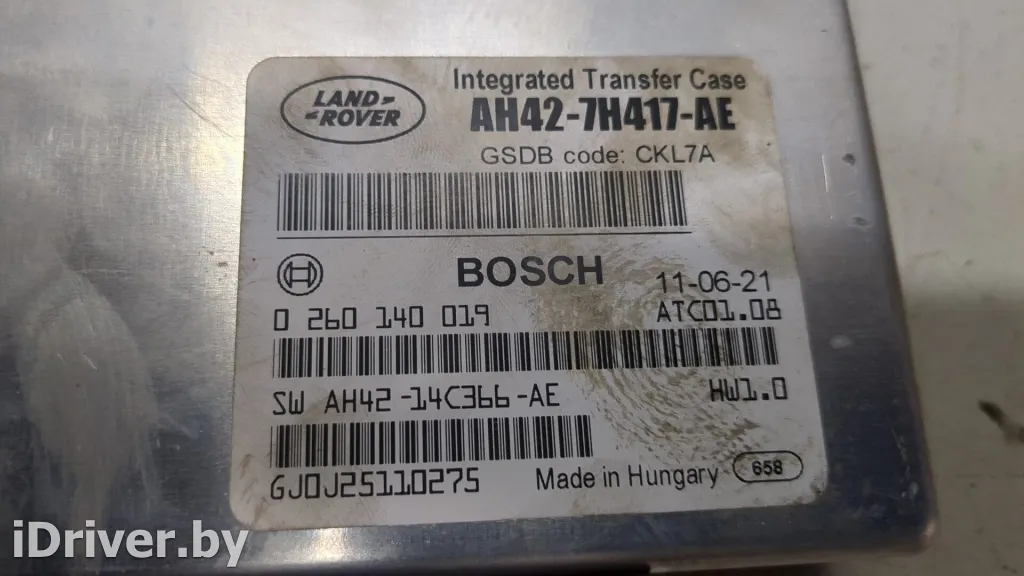 LAND-
-ROVER
Integrated Transfer Case
AH42-7H417-AE
GSDB code: CKL7A
BOSCH
11-06-21
0 260 140 019
ATC01.08
SW AH42-14C366-AE
HW1.0
GJ0J25110275
Made in Hungary
658
iDriver.by